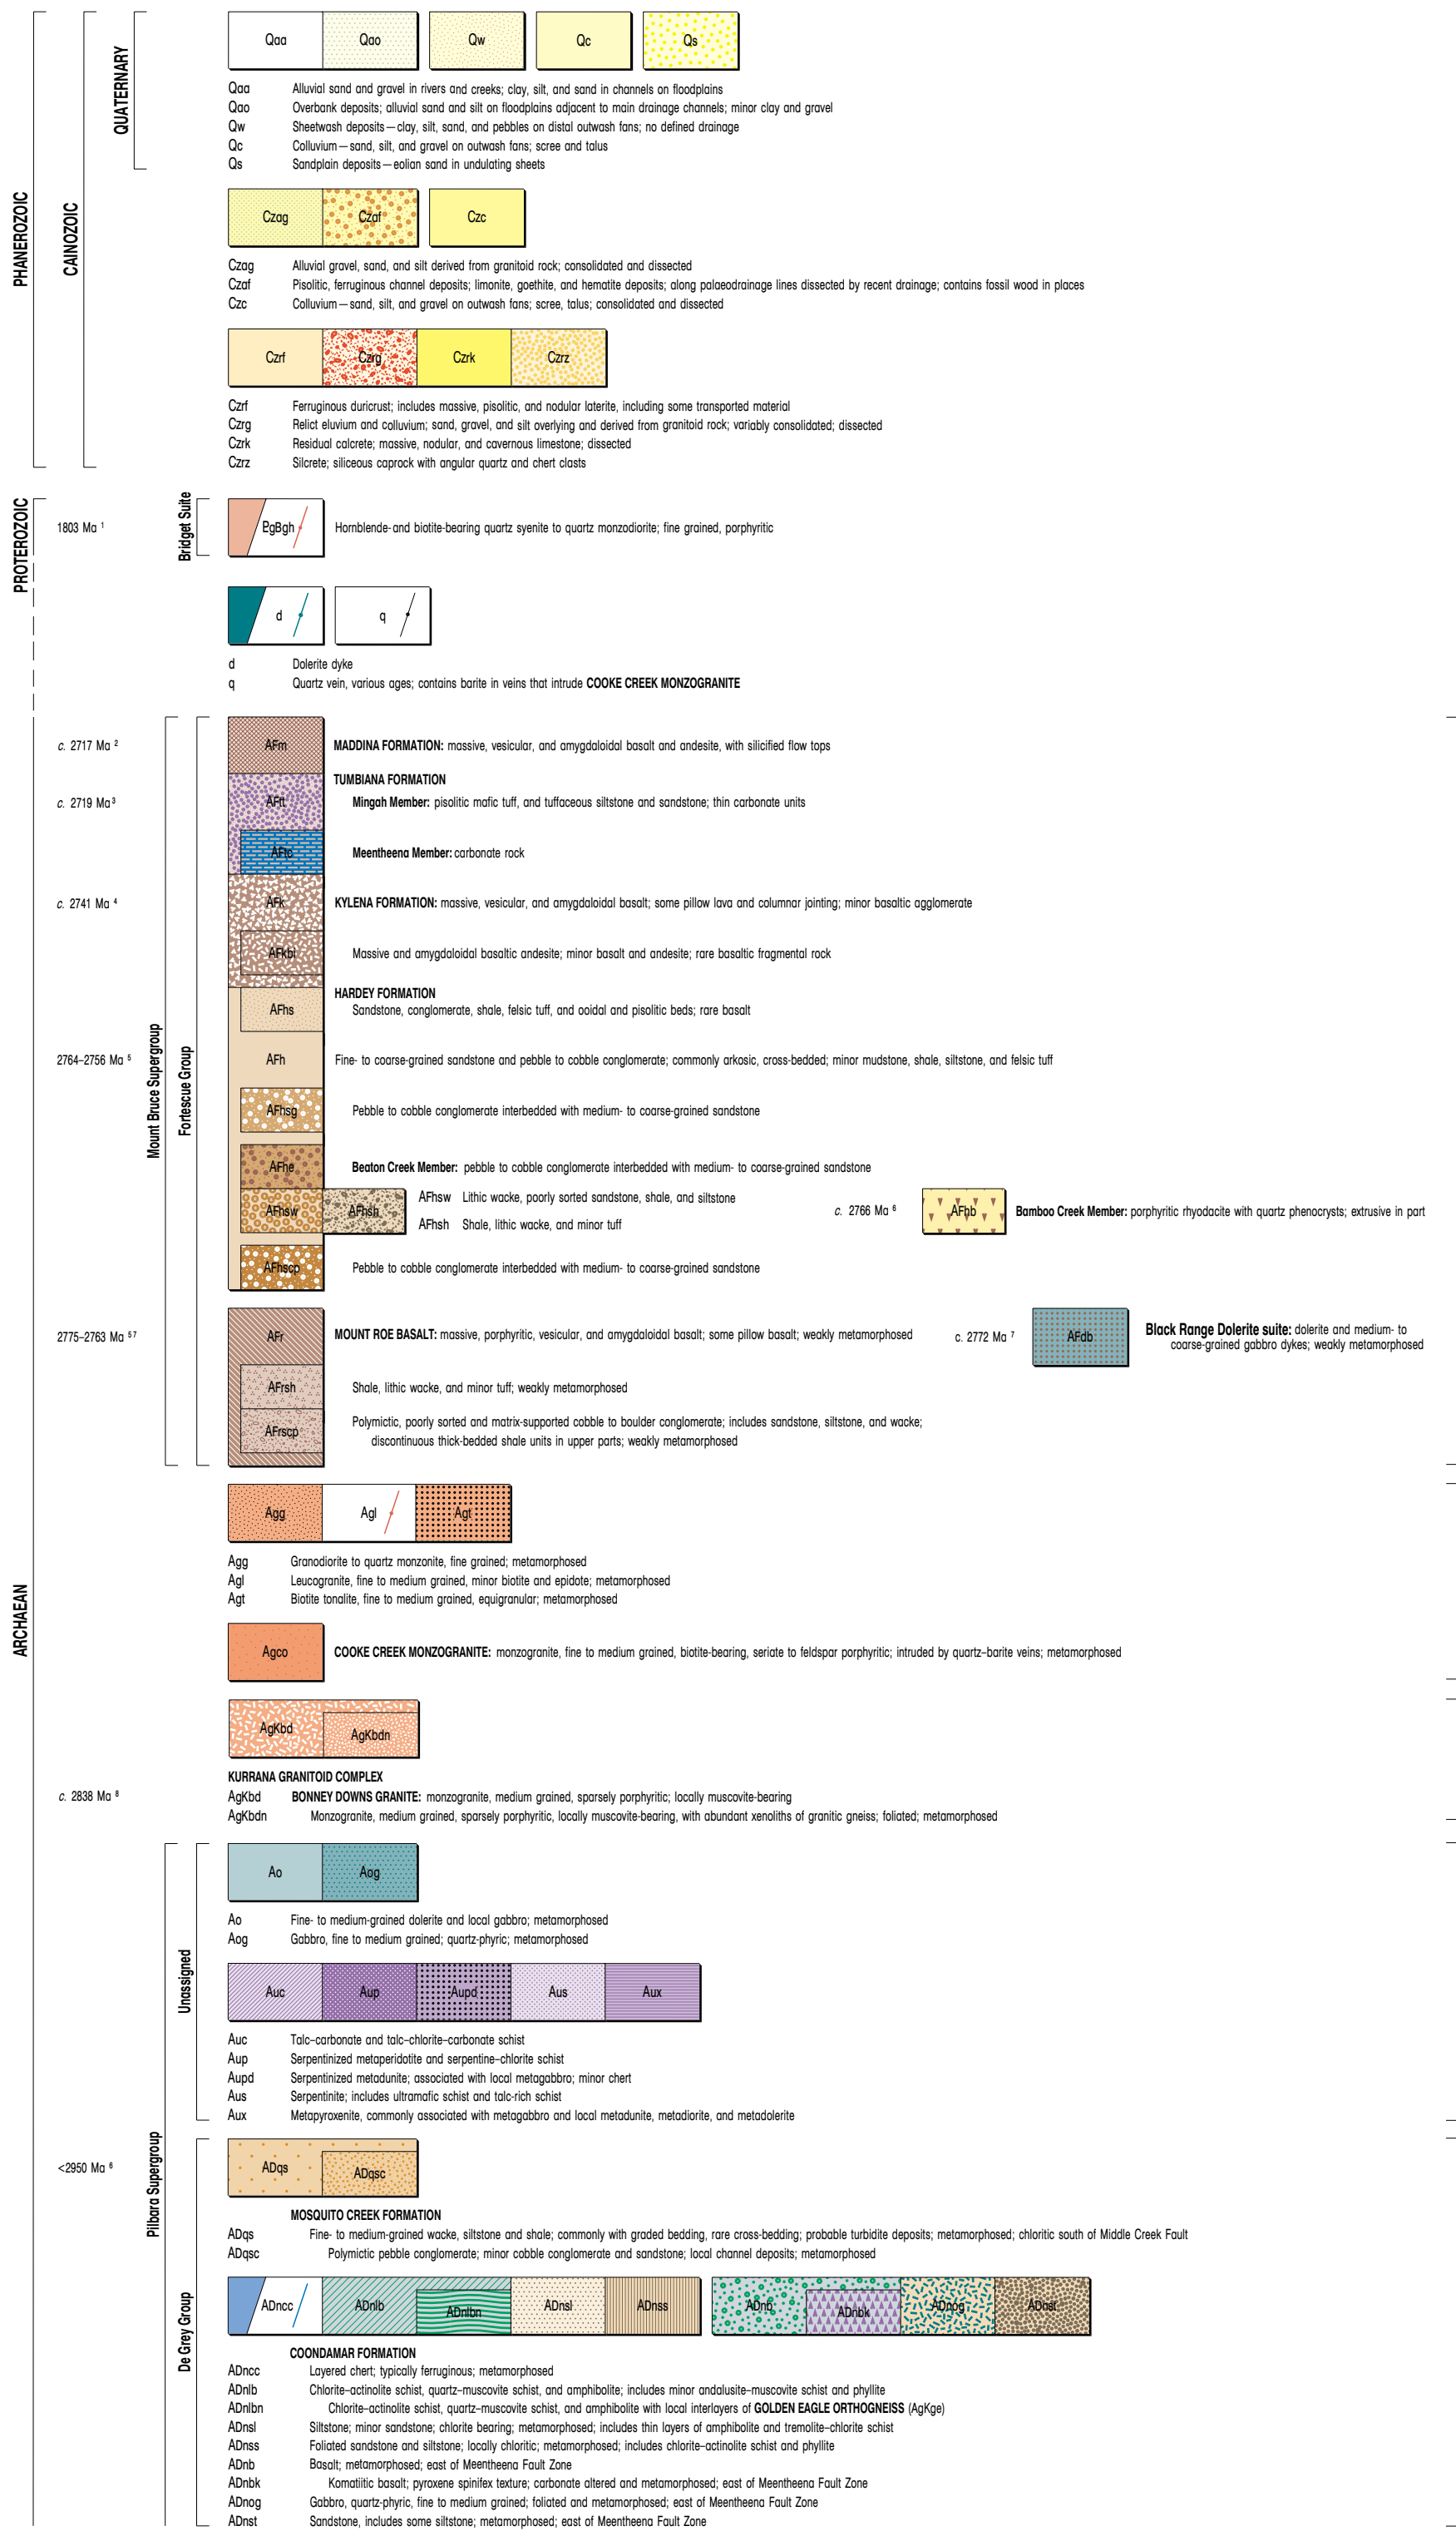 PHANEROZOIC
CAINOZOIC
QUATERNARY
Qaa Qao Qw Qc Qs
Qaa Alluvial sand and gravel in rivers and creeks; clay, silt, and sand in channels on floodplains
Qao Overbank deposits; alluvial sand and silt on floodplains adjacent to main drainage channels; minor clay and gravel
Qw Sheetwash deposits—clay, silt, sand, and pebbles on distal outwash fans; no defined drainage
Qc Colluvium—sand, silt, and gravel on outwash fans; scree and talus
Qs Sandplain deposits—eolian sand in undulating sheets
Czag Czaf Czc
Czag Alluvial gravel, sand, and silt derived from granitoid rock; consolidated and dissected
Czaf Pisolitic, ferruginous channel deposits; limonite, goethite, and hematite deposits; along palaeodrainage lines dissected by recent drainage; contains fossil wood in places
Czc Colluvium—sand, silt, and gravel on outwash fans; scree, talus; consolidated and dissected
Czrf Czrg Czrk Czrz
Czrf Ferruginous duricrust; includes massive, pisolitic, and nodular laterite, including some transported material
Czrg Relict eluvium and colluvium; sand, gravel, and silt overlying and derived from granitoid rock; variably consolidated; dissected
Czrk Residual calcrete; massive, nodular, and cavernous limestone; dissected
Czrz Silcrete; siliceous caprock with angular quartz and chert clasts
PROTEROZOIC
1803 Ma 1
Bridget Suite
PgBgh Hornblende- and biotite-bearing quartz syenite to quartz monzodiorite; fine grained, porphyritic
d q
d Dolerite dyke
q Quartz vein, various ages; contains barite in veins that intrude COOKE CREEK MONZOGRANITE
ARCHAEAN
Mount Bruce Supergroup
Fortescue Group
c. 2717 Ma 2 AFm MADDINA FORMATION: massive, vesicular, and amygdaloidal basalt and andesite, with silicified flow tops
TUMBIANA FORMATION
c. 2719 Ma 3 AFtt Mingah Member: pisolitic mafic tuff, and tuffaceous siltstone and sandstone; thin carbonate units
AFtc Meentheena Member: carbonate rock
c. 2741 Ma 4 AFk KYLENA FORMATION: massive, vesicular, and amygdaloidal basalt; some pillow lava and columnar jointing; minor basaltic agglomerate
AFkbi Massive and amygdaloidal basaltic andesite; minor basalt and andesite; rare basaltic fragmental rock
HARDEY FORMATION
AFhs Sandstone, conglomerate, shale, felsic tuff, and ooidal and pisolitic beds; rare basalt
2764–2756 Ma 5 AFh Fine- to coarse-grained sandstone and pebble to cobble conglomerate; commonly arkosic, cross-bedded; minor mudstone, shale, siltstone, and felsic tuff
AFhsg Pebble to cobble conglomerate interbedded with medium- to coarse-grained sandstone
AFhe Beaton Creek Member: pebble to cobble conglomerate interbedded with medium- to coarse-grained sandstone
AFhsw AFhsh
AFhsw Lithic wacke, poorly sorted sandstone, shale, and siltstone
AFhsh Shale, lithic wacke, and minor tuff
c. 2766 Ma 6 AFhb Bamboo Creek Member: porphyritic rhyodacite with quartz phenocrysts; extrusive in part
AFhscp Pebble to cobble conglomerate interbedded with medium- to coarse-grained sandstone
2775–2763 Ma 5 7 AFr MOUNT ROE BASALT: massive, porphyritic, vesicular, and amygdaloidal basalt; some pillow basalt; weakly metamorphosed
c. 2772 Ma 7 AFdb Black Range Dolerite suite: dolerite and medium- to
coarse-grained gabbro dykes; weakly metamorphosed
AFrsh Shale, lithic wacke, and minor tuff; weakly metamorphosed
AFrscp Polymictic, poorly sorted and matrix-supported cobble to boulder conglomerate; includes sandstone, siltstone, and wacke;
discontinuous thick-bedded shale units in upper parts; weakly metamorphosed
Agg Agl Agt
Agg Granodiorite to quartz monzonite, fine grained; metamorphosed
Agl Leucogranite, fine to medium grained, minor biotite and epidote; metamorphosed
Agt Biotite tonalite, fine to medium grained, equigranular; metamorphosed
Agco COOKE CREEK MONZOGRANITE: monzogranite, fine to medium grained, biotite-bearing, seriate to feldspar porphyritic; intruded by quartz–barite veins; metamorphosed
AgKbd AgKbdn
KURRANA GRANITOID COMPLEX
c. 2838 Ma 8 AgKbd BONNEY DOWNS GRANITE: monzogranite, medium grained, sparsely porphyritic; locally muscovite-bearing
AgKbdn Monzogranite, medium grained, sparsely porphyritic, locally muscovite-bearing, with abundant xenoliths of granitic gneiss; foliated; metamorphosed
Pilbara Supergroup
Unassigned
Ao Aog
Ao Fine- to medium-grained dolerite and local gabbro; metamorphosed
Aog Gabbro, fine to medium grained; quartz-phyric; metamorphosed
Auc Aup Aupd Aus Aux
Auc Talc–carbonate and talc–chlorite–carbonate schist
Aup Serpentinized metaperidotite and serpentine–chlorite schist
Aupd Serpentinized metadunite; associated with local metagabbro; minor chert
Aus Serpentinite; includes ultramafic schist and talc-rich schist
Aux Metapyroxenite, commonly associated with metagabbro and local metadunite, metadiorite, and metadolerite
De Grey Group
<2950 Ma 6 ADqs ADqsc
MOSQUITO CREEK FORMATION
ADqs Fine- to medium-grained wacke, siltstone and shale; commonly with graded bedding, rare cross-bedding; probable turbidite deposits; metamorphosed; chloritic south of Middle Creek Fault
ADqsc Polymictic pebble conglomerate; minor cobble conglomerate and sandstone; local channel deposits; metamorphosed
ADncc ADnlb ADnlbn ADnsl ADnss ADnb ADnbk ADnog ADnst
COONDAMAR FORMATION
ADncc Layered chert; typically ferruginous; metamorphosed
ADnlb Chlorite–actinolite schist, quartz–muscovite schist, and amphibolite; includes minor andalusite–muscovite schist and phyllite
ADnlbn Chlorite–actinolite schist, quartz–muscovite schist, and amphibolite with local interlayers of GOLDEN EAGLE ORTHOGNEISS (AgKge)
ADnsl Siltstone; minor sandstone; chlorite bearing; metamorphosed; includes thin layers of amphibolite and tremolite–chlorite schist
ADnss Foliated sandstone and siltstone; locally chloritic; metamorphosed; includes chlorite–actinolite schist and phyllite
ADnb Basalt; metamorphosed; east of Meentheena Fault Zone
ADnbk Komatiitic basalt; pyroxene spinifex texture; carbonate altered and metamorphosed; east of Meentheena Fault Zone
ADnog Gabbro, quartz-phyric, fine to medium grained; foliated and metamorphosed; east of Meentheena Fault Zone
ADnst Sandstone, includes some siltstone; metamorphosed; east of Meentheena Fault Zone